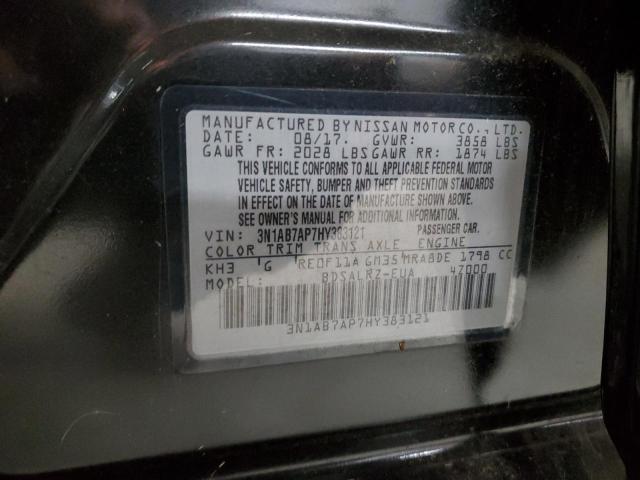 MANUFACTURED BY NISSAN MOTOR CO., LTD.
DATE: 08/17. GVWR: 3858 LBS
GAWR FR: 2028 LBS GAWR RR: 1874 LBS
THIS VEHICLE CONFORMS TO ALL APPLICABLE FEDERAL MOTOR
VEHICLE SAFETY, BUMPER AND THEFT PREVENTION STANDARDS
IN EFFECT ON THE DATE OF MANUFACTURE SHOWN ABOVE.
SEE OWNER'S MANUAL FOR ADDITIONAL INFORMATION.
VIN: 3N1AB7AP7HY383121 PASSENGER CAR.
COLOR TRIM TRANS AXLE ENGINE
KH3 'G 'RE0F11A GM35 MRA8DE 1798 CC
MODEL: BDSALRZ-EUA 47000
3N1AB7AP7HY383121